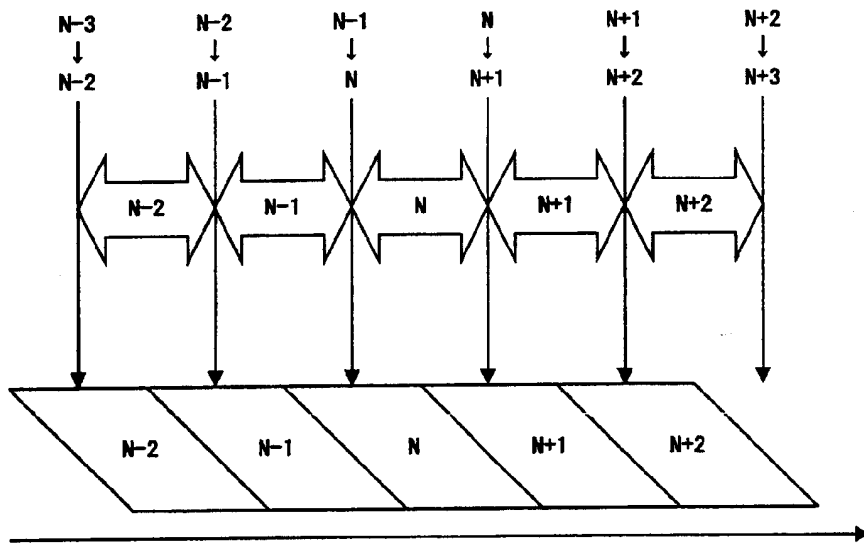 N-3 N-2 N-1 N N+1 N+2
↓ ↓ ↓ ↓ ↓ ↓
N-2 N-1 N N+1 N+2 N+3
N-2 N-1 N N+1 N+2
N-2 N-1 N N+1 N+2